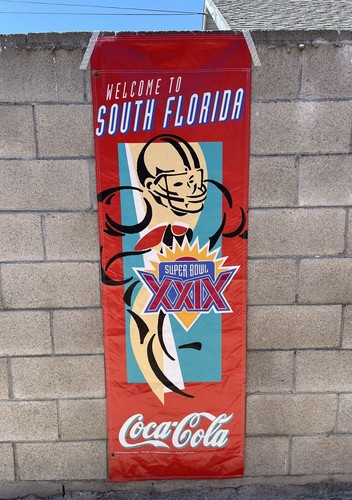 WELCOME TO
SOUTH FLORIDA
SUPER BOWL
XXIX
Coca-Cola